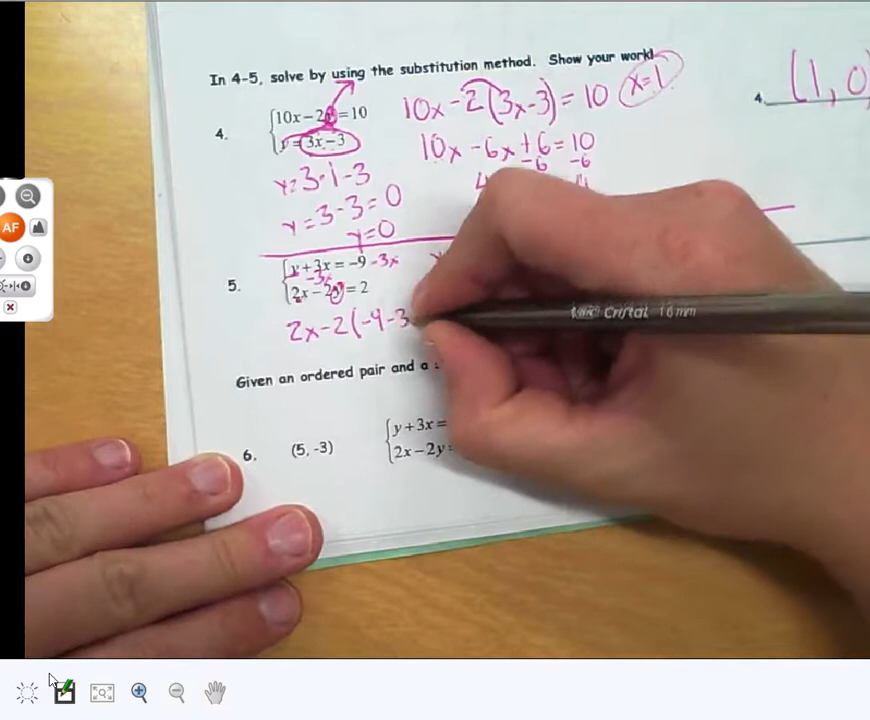 In 4-5, solve by using the substitution method. Show your work!
4.
10x-2y=10
y=3x-3
10x-2(3x-3)=10
x=1
4. (1,0)
10x-6x+6=10
-6 -6
y=3·1-3
y=3-3=0
y=0
5.
y+3x=-9 -3x
-3x
2x-2y=2
2x-2(-9-3
Given an ordered pair and a
6. (5, -3)
y+3x=
2x-2y
AF
Cristal 1.6mm